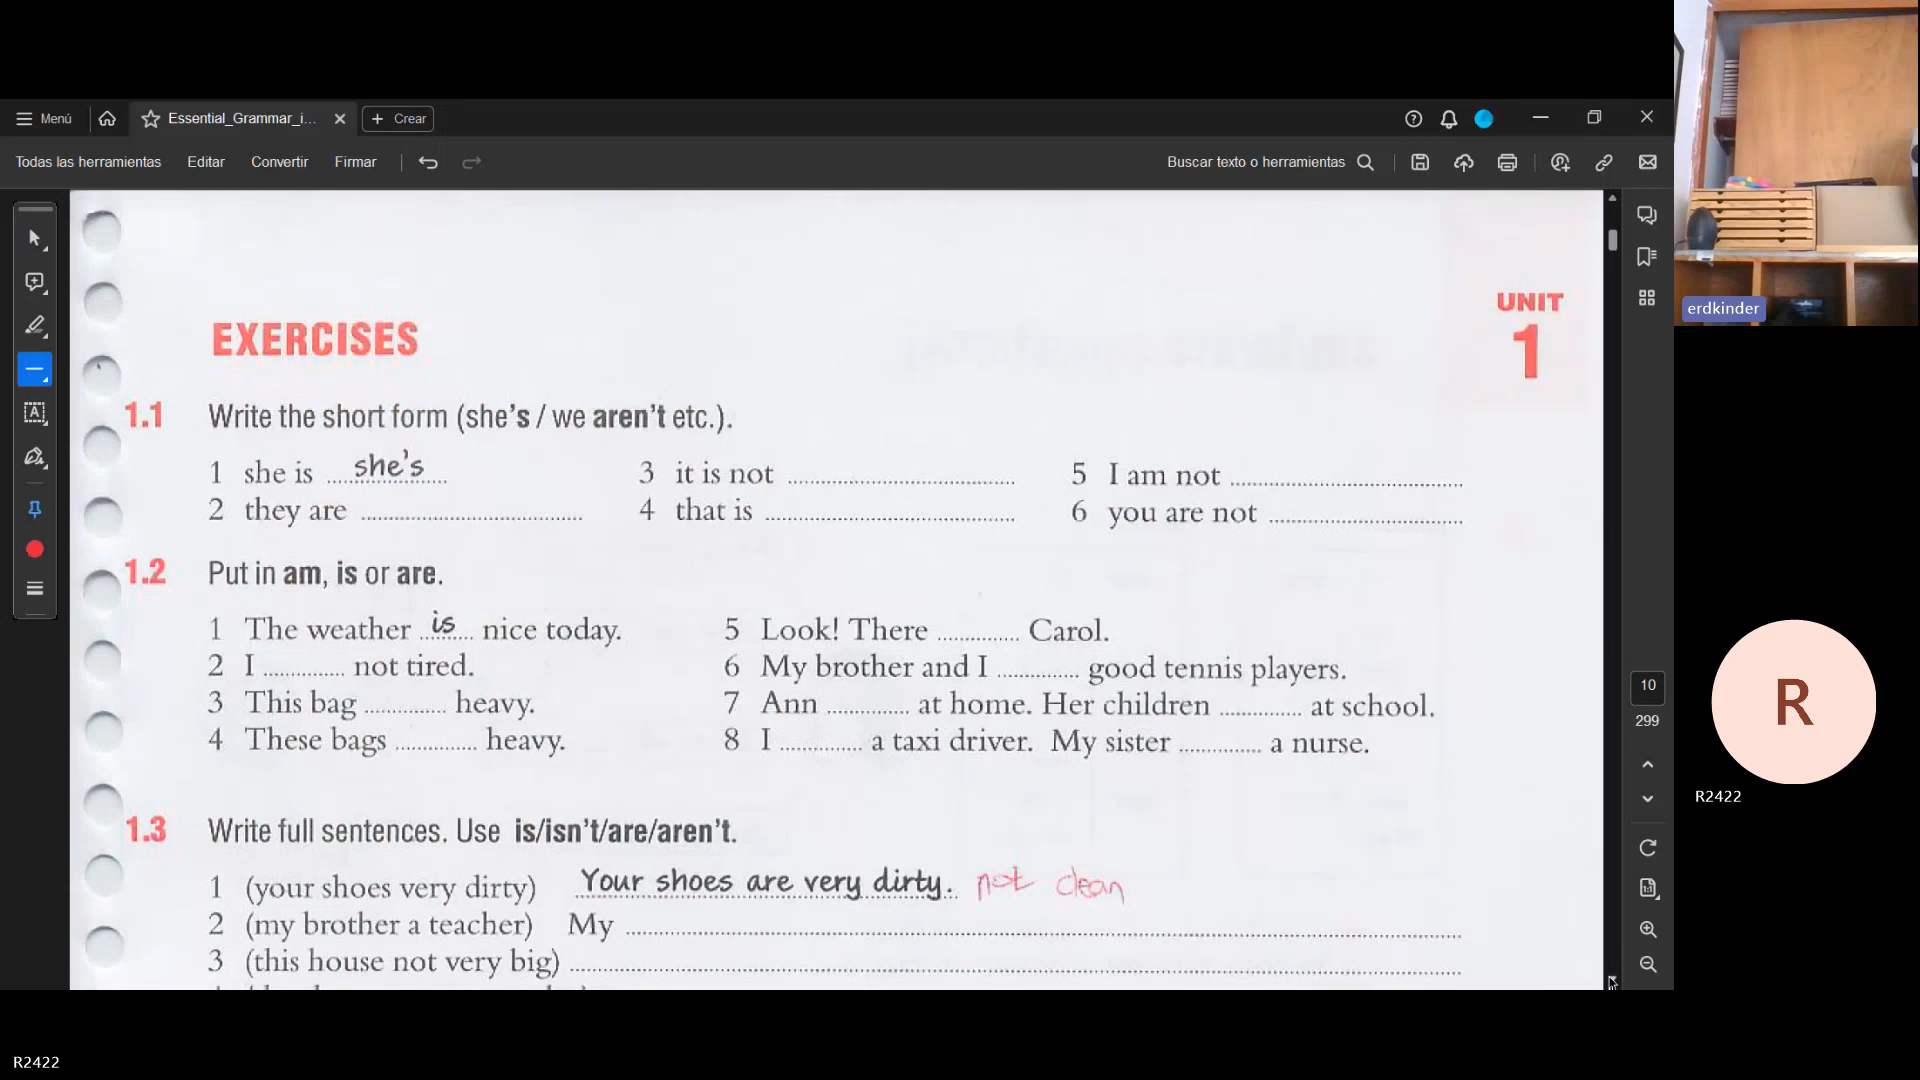 Menú
Essential_Grammar_i...
Crear
Todas las herramientas
Editar
Convertir
Firmar
Buscar texto o herramientas
EXERCISES
UNIT
1
1.1 Write the short form (she's / we aren't etc.).
1 she is she's
2 they are
3 it is not
4 that is
5 I am not
6 you are not
1.2 Put in am, is or are.
1 The weather is nice today.
2 I ............ not tired.
3 This bag ............ heavy.
4 These bags ............ heavy.
5 Look! There ............ Carol.
6 My brother and I ............ good tennis players.
7 Ann ............ at home. Her children ............ at school.
8 I ............ a taxi driver. My sister ............ a nurse.
1.3 Write full sentences. Use is/isn't/are/aren't.
1 (your shoes very dirty) Your shoes are very dirty. not clean
2 (my brother a teacher) My
3 (this house not very big)
10
299
erdkinder
R
R2422
R2422